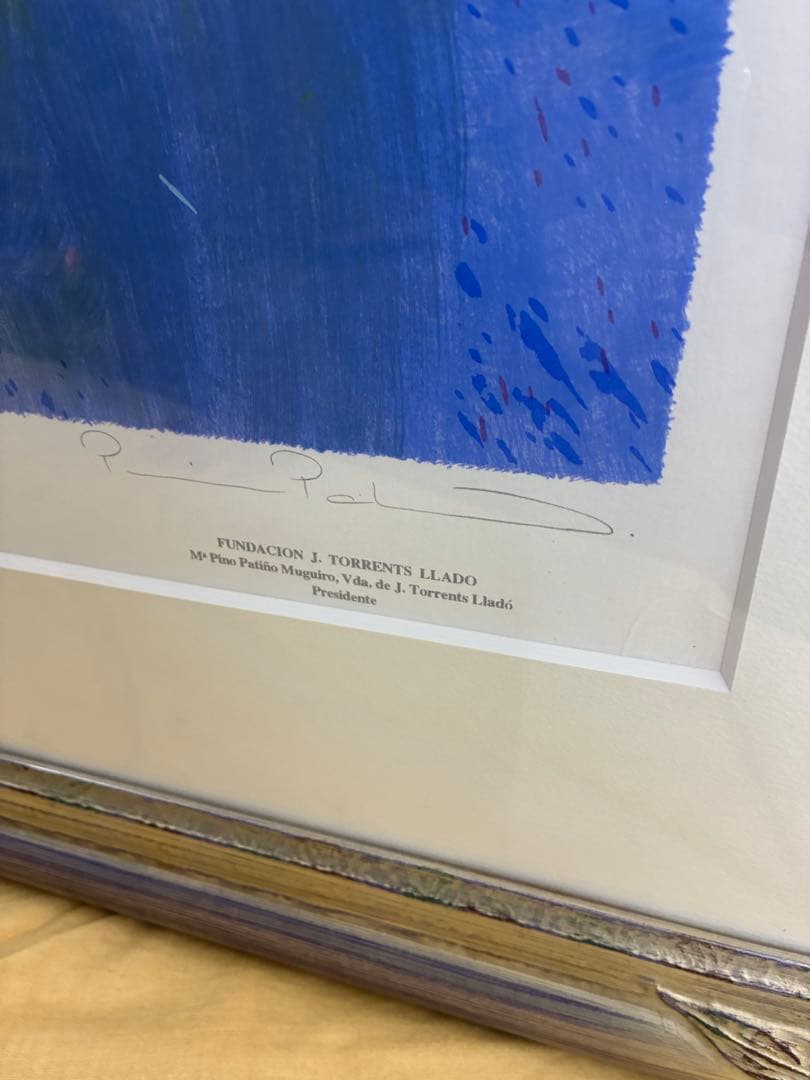 FUNDACION J. TORRENTS LLADO
Mª Pino Patiño Muguiro, Vda. de J. Torrents Lladó
Presidente